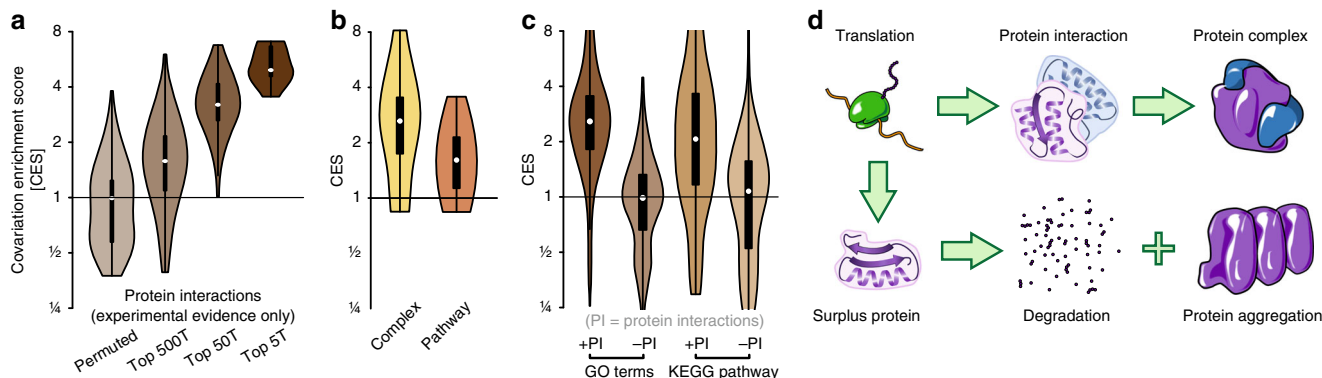 a
8
4
2
1
½
¼
Covariation enrichment score
[CES]
Protein interactions
(experimental evidence only)
Permuted
Top 500T
Top 50T
Top 5T
b
8
4
2
1
½
¼
CES
Complex
Pathway
c
8
4
2
1
½
¼
CES
(PI = protein interactions)
+PI
–PI
+PI
–PI
GO terms
KEGG pathway
d
Translation
Protein interaction
Protein complex
Surplus protein
Degradation
Protein aggregation